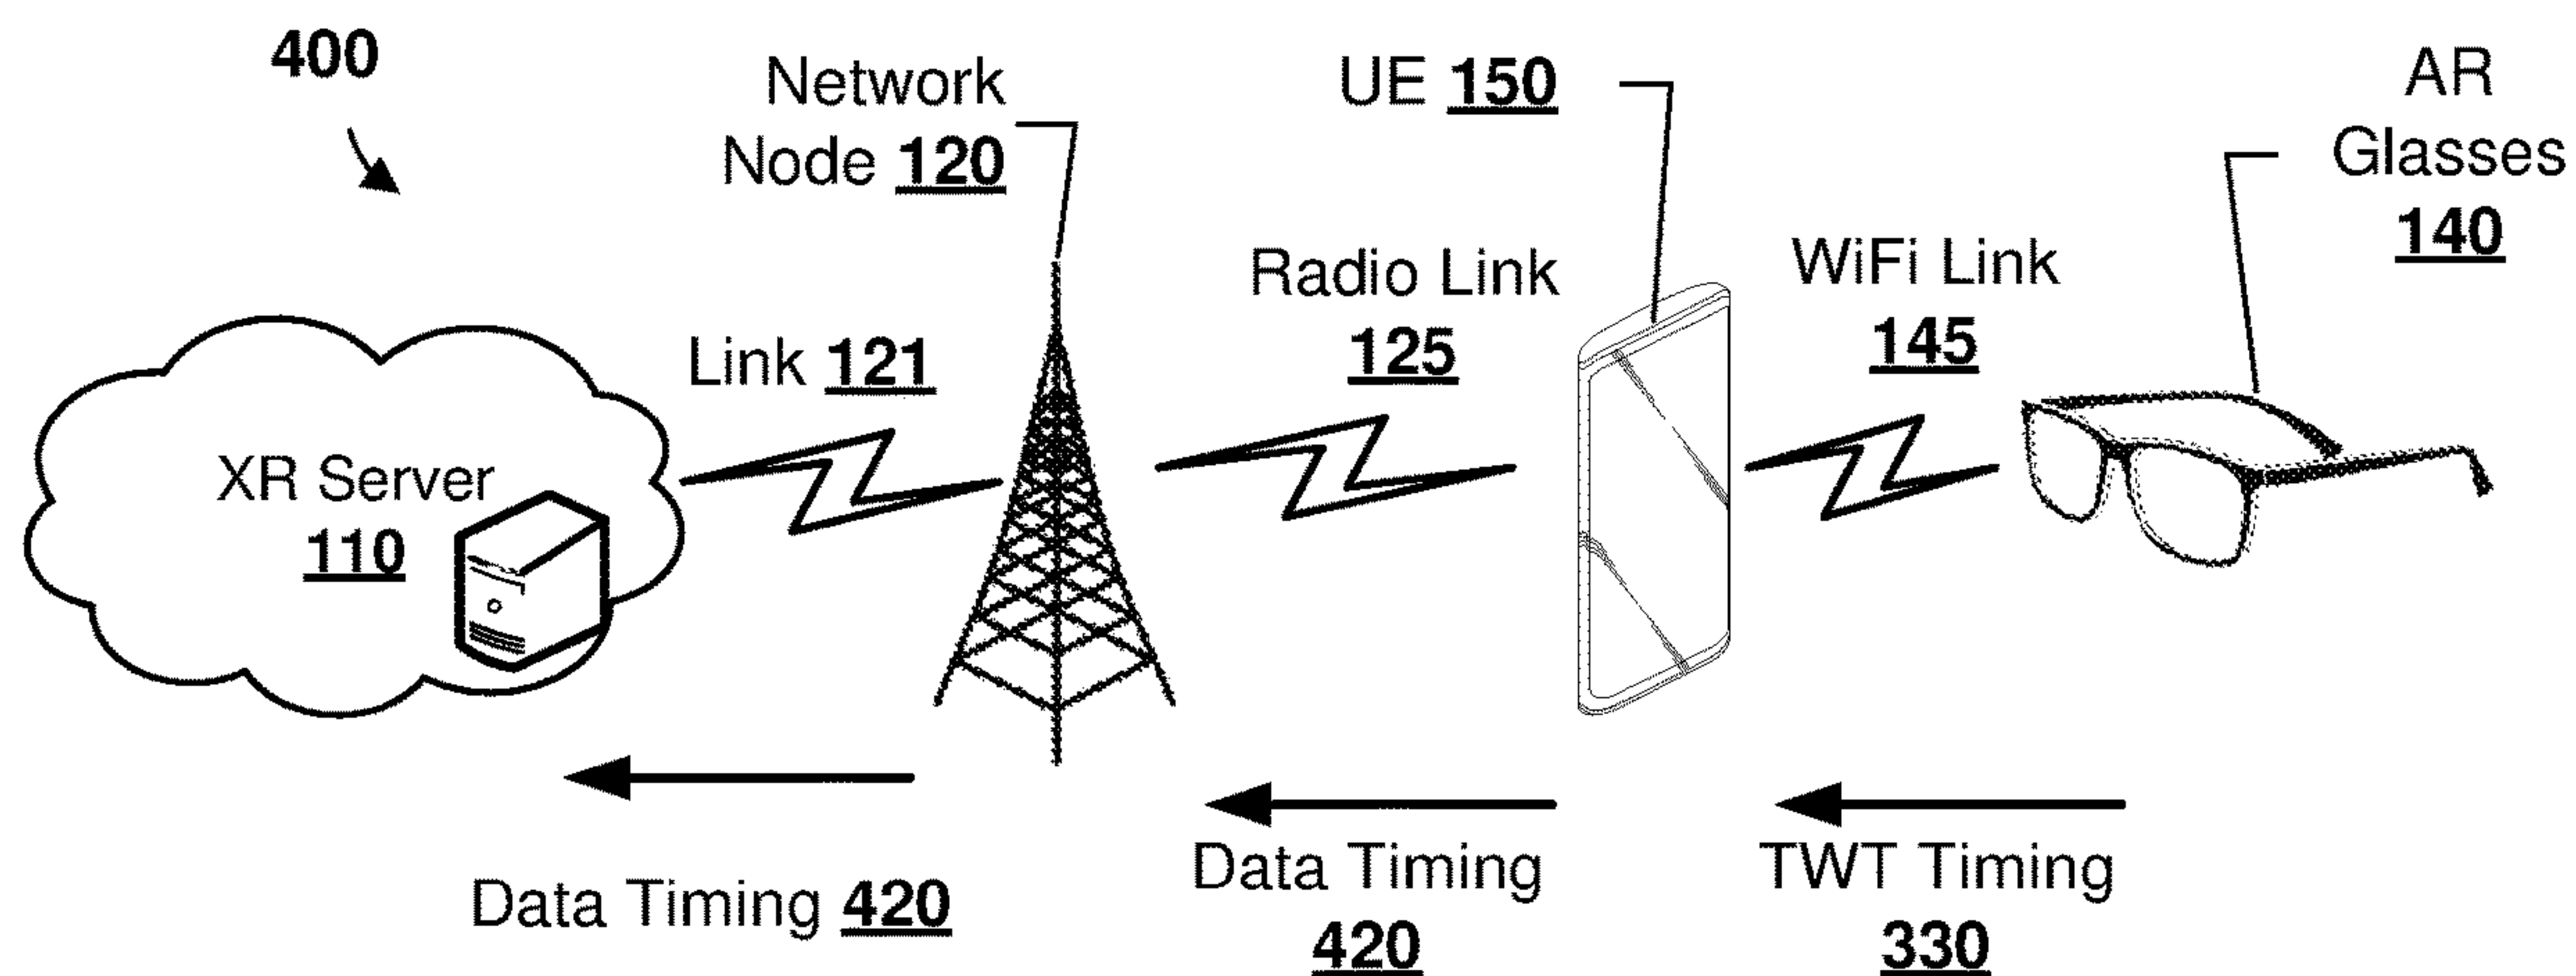 400
Network
Node 120
UE 150
AR
Glasses
140
Link 121
Radio Link
125
WiFi Link
145
XR Server
110
Data Timing 420
Data Timing
420
TWT Timing
330